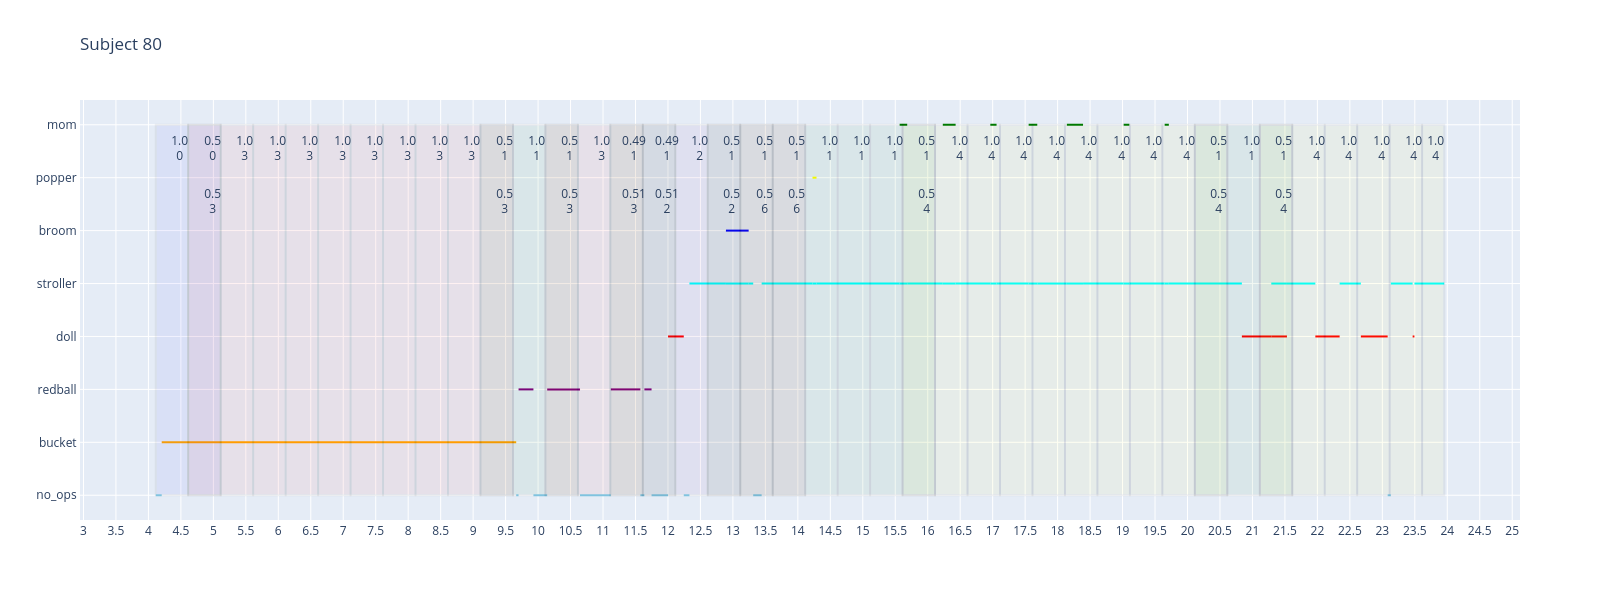 Subject 80
mom
1.0 0.5 1.0 1.0 1.0 1.0 1.0 1.0 1.0 1.0 0.5 1.0 0.5 1.0 0.49 0.49 1.0 0.5 0.5 0.5 1.0 1.0 1.0 0.5 1.0 1.0 1.0 1.0 1.0 1.0 1.0 1.0 0.5 1.0 0.5 1.0 1.0 1.0 1.0 1.0
0 0 3 3 3 3 3 3 3 3 1 1 1 3 1 1 2 1 1 1 1 1 1 1 4 4 4 4 4 4 4 4 1 1 1 4 4 4 4 4
popper
0.5 0.5 0.5 0.51 0.51 0.5 0.5 0.5 0.5 0.5 0.5
3 3 3 3 2 2 6 6 4 4 4
broom
stroller
doll
redball
bucket
no_ops
3 3.5 4 4.5 5 5.5 6 6.5 7 7.5 8 8.5 9 9.5 10 10.5 11 11.5 12 12.5 13 13.5 14 14.5 15 15.5 16 16.5 17 17.5 18 18.5 19 19.5 20 20.5 21 21.5 22 22.5 23 23.5 24 24.5 25